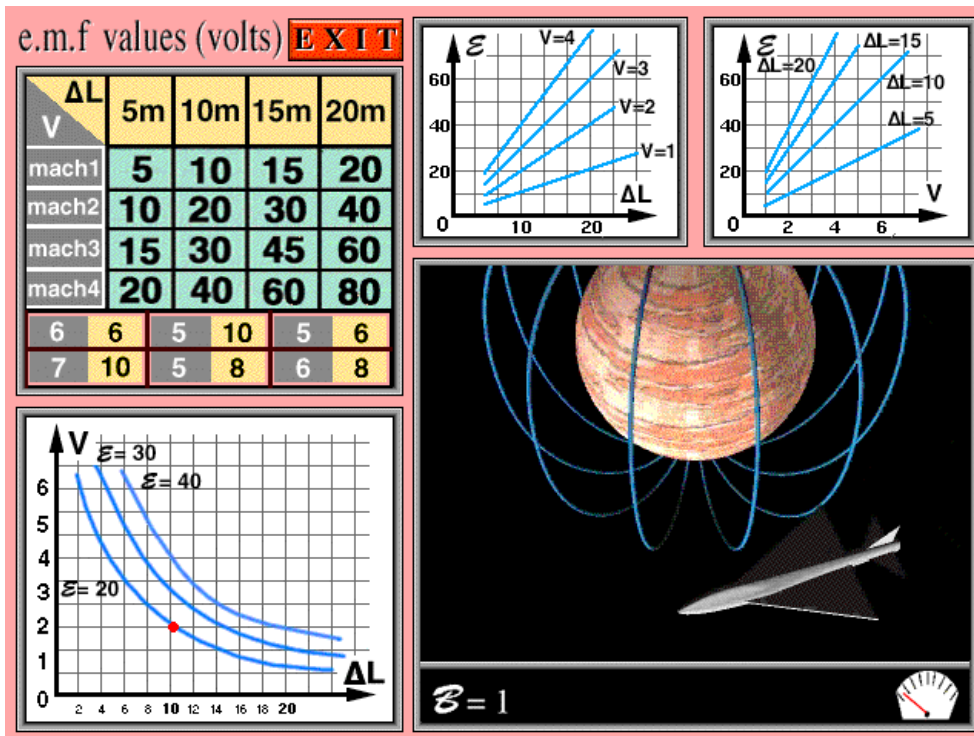 e.m.f values (volts) EXIT
ΔL
V
5m 10m 15m 20m
mach1 5 10 15 20
mach2 10 20 30 40
mach3 15 30 45 60
mach4 20 40 60 80
6 6 5 10 5 6
7 10 5 8 6 8
ℰ
V=4
V=3
60
V=2
40
V=1
20
ΔL
0 10 20
ℰ
ΔL=15
ΔL=20
60
ΔL=10
40
ΔL=5
20
V
0 2 4 6
V
ℰ= 30
6
ℰ= 40
5
4
3
ℰ= 20
2
1
ΔL
0
2 4 6 8 10 12 14 16 18 20
ℬ = 1